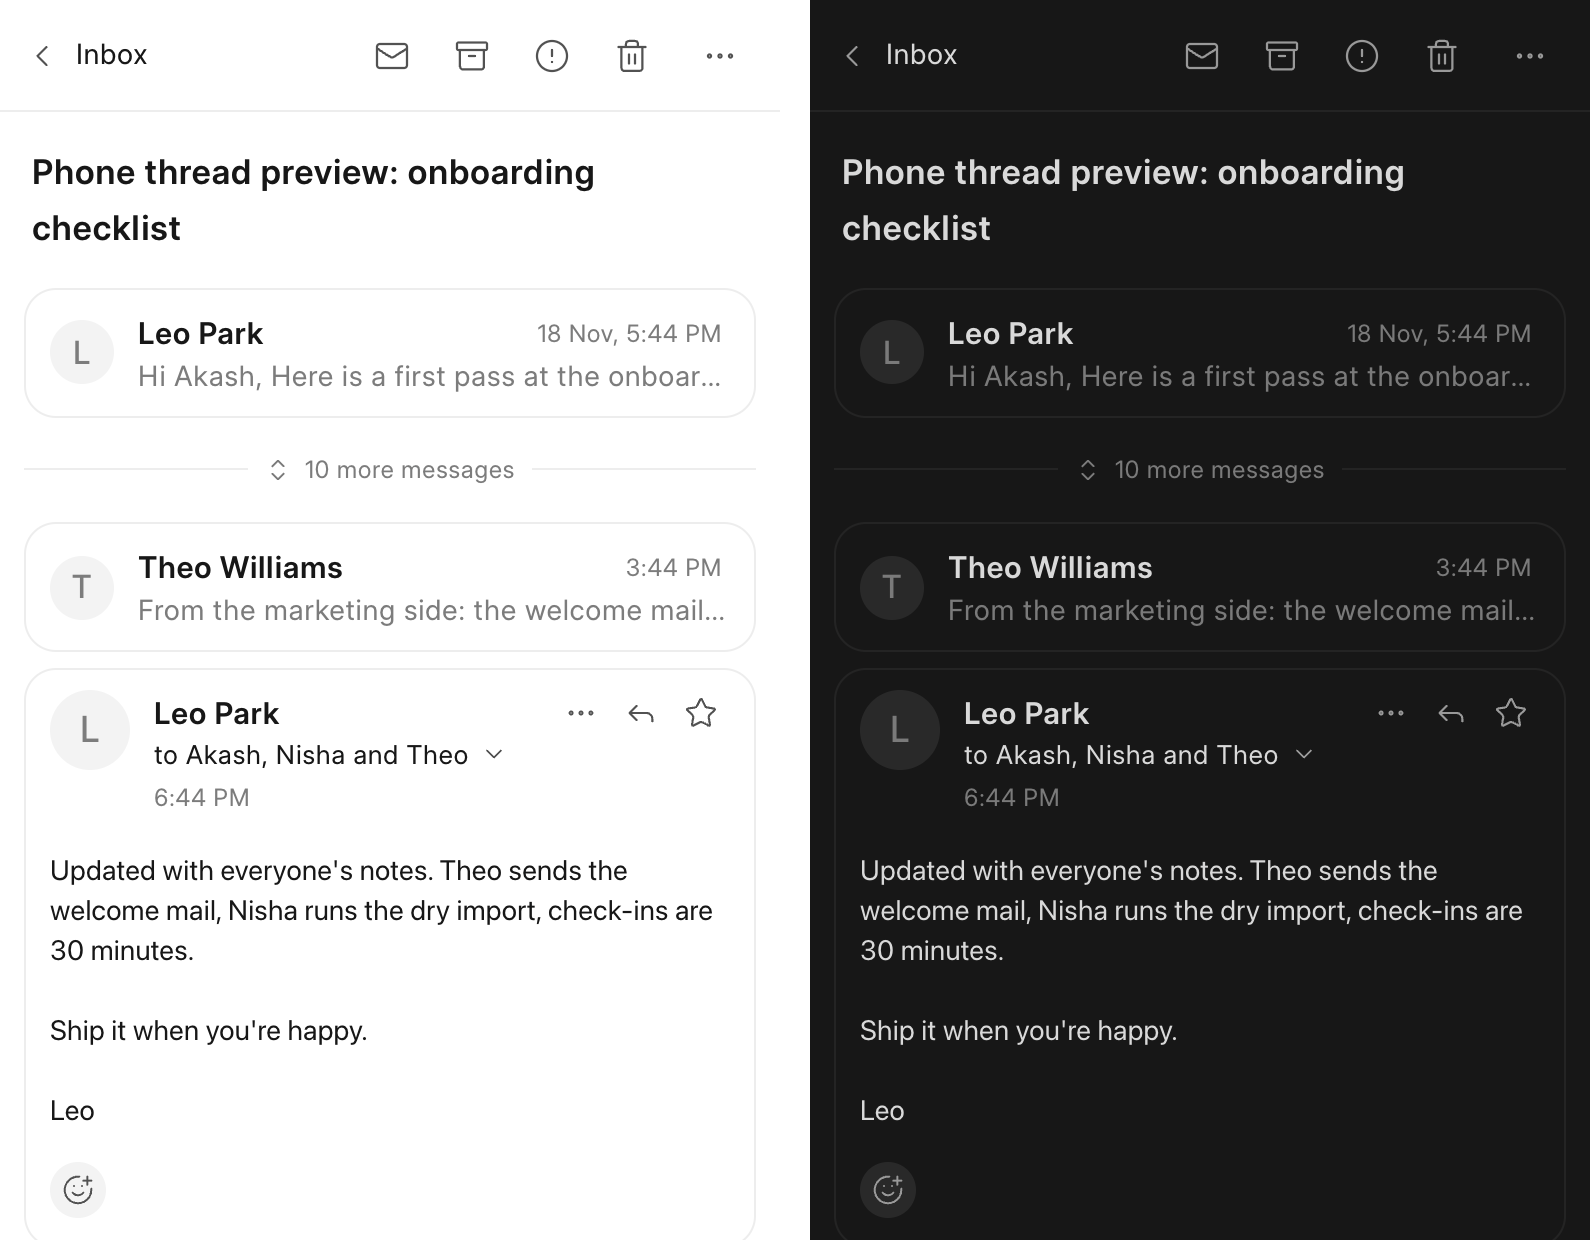 Inbox
Phone thread preview: onboarding
checklist
L
Leo Park
18 Nov, 5:44 PM
Hi Akash, Here is a first pass at the onboar...
10 more messages
T
Theo Williams
3:44 PM
From the marketing side: the welcome mail...
L
Leo Park
to Akash, Nisha and Theo
6:44 PM
Updated with everyone's notes. Theo sends the
welcome mail, Nisha runs the dry import, check-ins are
30 minutes.
Ship it when you're happy.
Leo
Inbox
Phone thread preview: onboarding
checklist
L
Leo Park
18 Nov, 5:44 PM
Hi Akash, Here is a first pass at the onboar...
10 more messages
T
Theo Williams
3:44 PM
From the marketing side: the welcome mail...
L
Leo Park
to Akash, Nisha and Theo
6:44 PM
Updated with everyone's notes. Theo sends the
welcome mail, Nisha runs the dry import, check-ins are
30 minutes.
Ship it when you're happy.
Leo